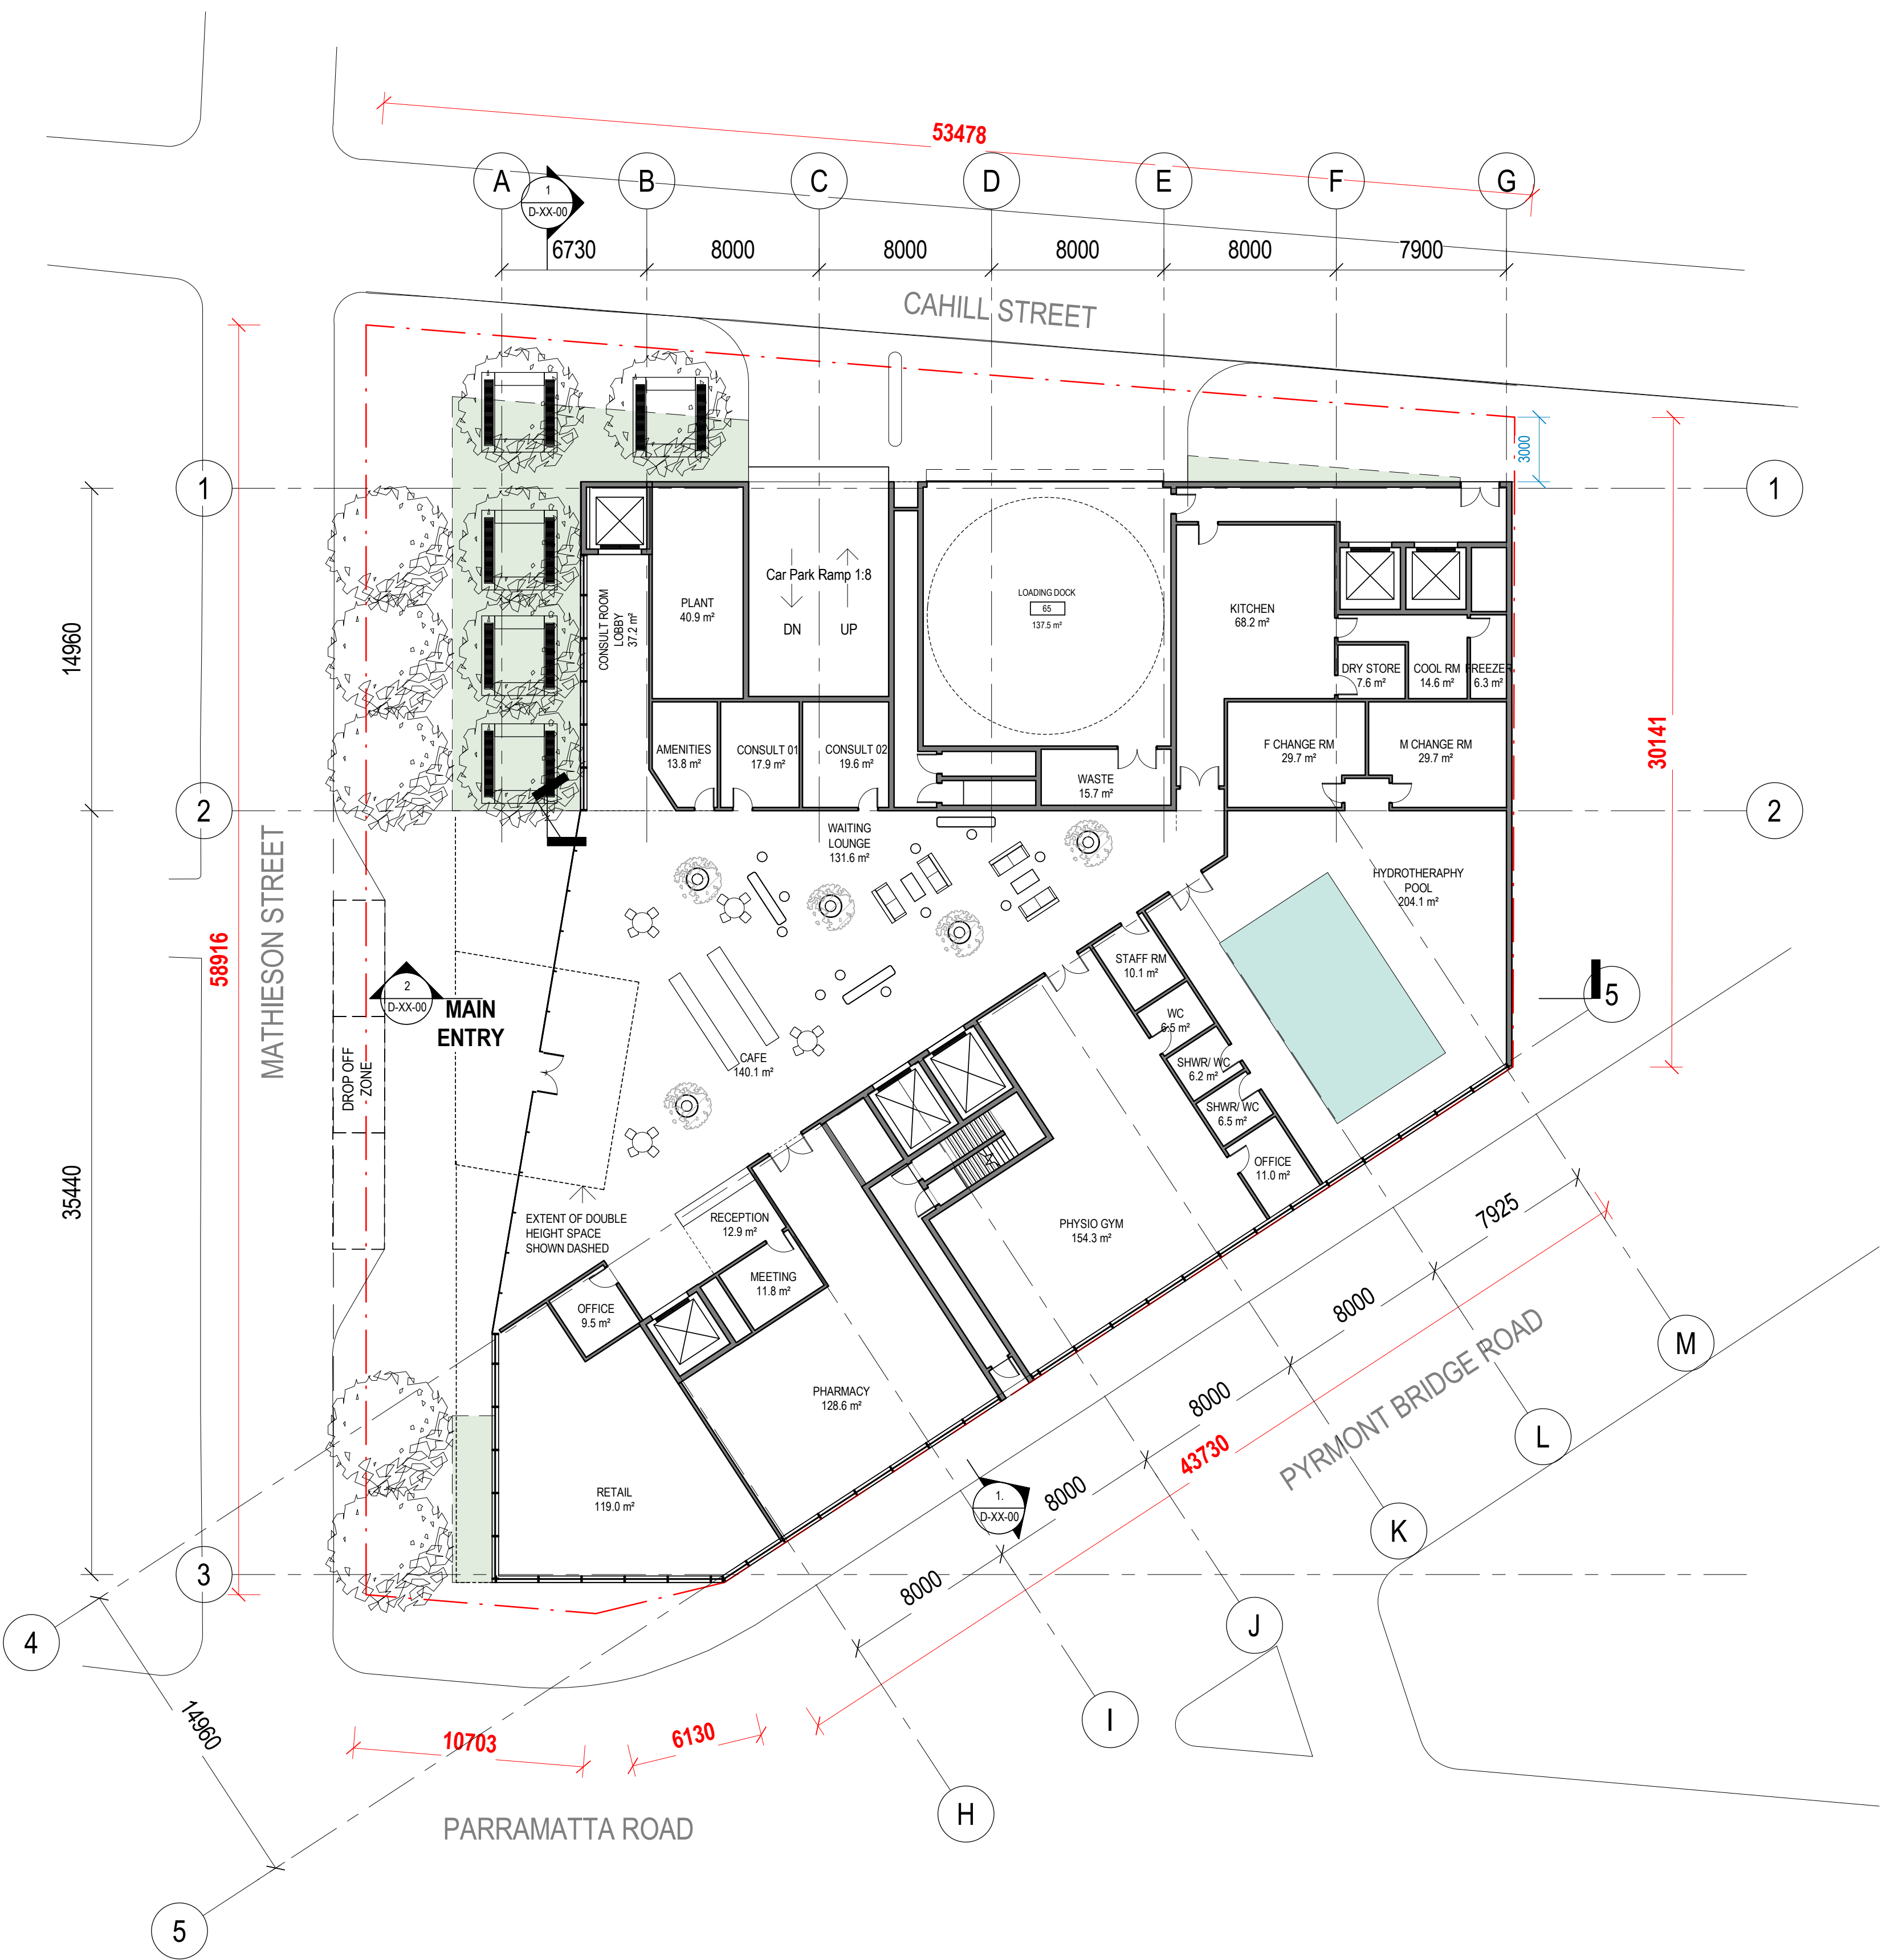 53478
A
B
C
D
E
F
G
1
D-XX-00
6730
8000
8000
8000
8000
7900
CAHILL STREET
3000
1
1
14960
CONSULT ROOM
LOBBY
37.2 m²
PLANT
40.9 m²
Car Park Ramp 1:8
DN
UP
LOADING DOCK
65
137.5 m²
KITCHEN
68.2 m²
DRY STORE
7.6 m²
COOL RM
14.6 m²
FREEZER
6.3 m²
30141
AMENITIES
13.8 m²
CONSULT 01
17.9 m²
CONSULT 02
19.6 m²
WASTE
15.7 m²
F CHANGE RM
29.7 m²
M CHANGE RM
29.7 m²
2
2
WAITING
LOUNGE
131.6 m²
HYDROTHERAPHY
POOL
204.1 m²
MATHIESON STREET
58916
STAFF RM
10.1 m²
5
2
D-XX-00
MAIN
ENTRY
WC
6.5 m²
DROP OFF
ZONE
CAFE
140.1 m²
SHWR/ WC
6.2 m²
SHWR/ WC
6.5 m²
OFFICE
11.0 m²
35440
EXTENT OF DOUBLE
HEIGHT SPACE
SHOWN DASHED
RECEPTION
12.9 m²
PHYSIO GYM
154.3 m²
7925
MEETING
11.8 m²
OFFICE
9.5 m²
8000
M
PHARMACY
128.6 m²
8000
PYRMONT BRIDGE ROAD
L
43730
RETAIL
119.0 m²
8000
1.
D-XX-00
K
3
8000
4
J
14960
10703
6130
I
H
PARRAMATTA ROAD
5